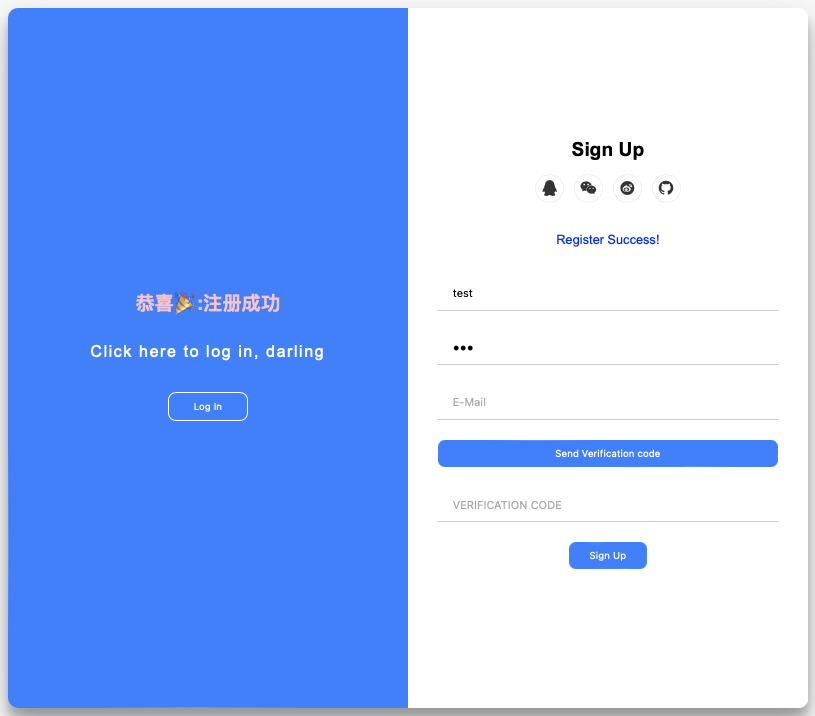 恭喜🎉:注册成功
Click here to log in, darling
Log In
Sign Up
Register Success!
test
•••
E-Mail
Send Verification code
VERIFICATION CODE
Sign Up